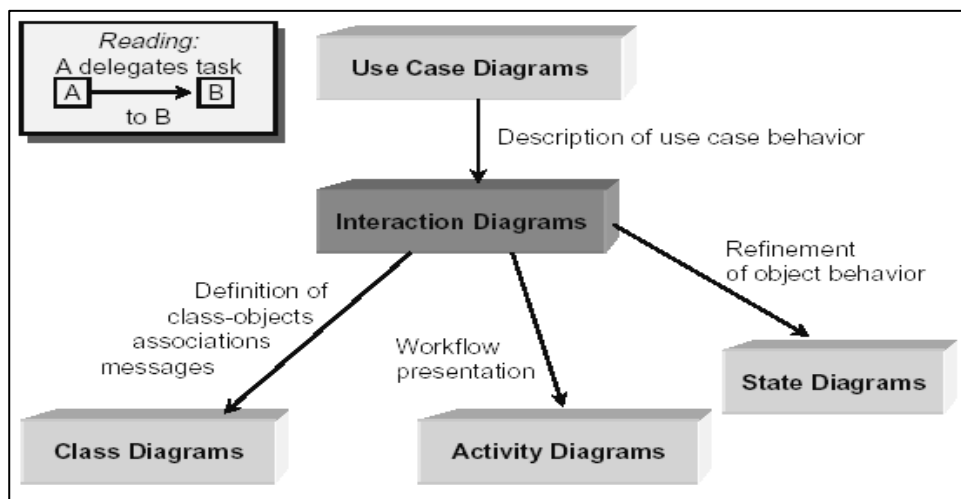 Reading:
A delegates task
A
B
to B
Use Case Diagrams
Description of use case behavior
Interaction Diagrams
Refinement
of object behavior
Definition of
class-objects
associations
messages
Workflow
presentation
State Diagrams
Class Diagrams
Activity Diagrams